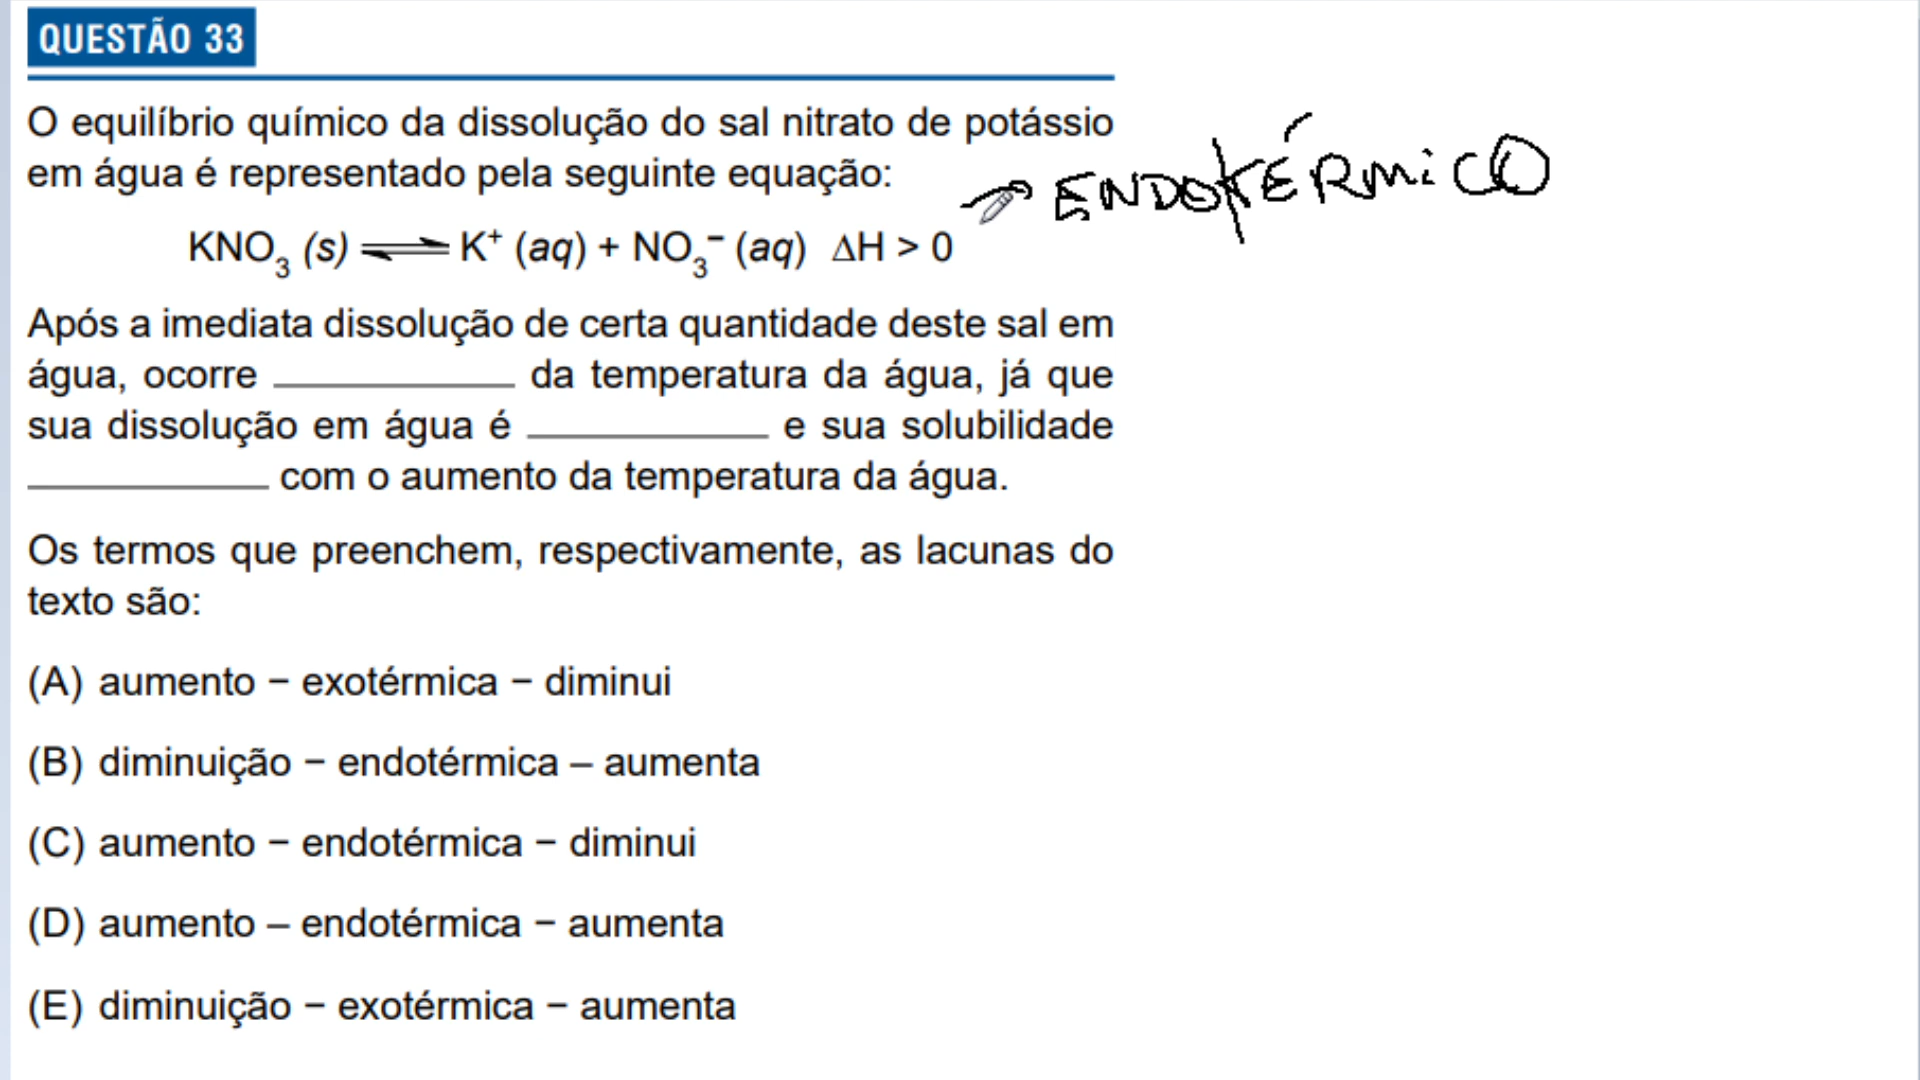 QUESTÃO 33
O equilíbrio químico da dissolução do sal nitrato de potássio
em água é representado pela seguinte equação:
ENDOTÉRMICO
KNO₃ (s) ⇌ K⁺ (aq) + NO₃⁻ (aq) ΔH > 0
Após a imediata dissolução de certa quantidade deste sal em
água, ocorre ____________ da temperatura da água, já que
sua dissolução em água é ____________ e sua solubilidade
____________ com o aumento da temperatura da água.
Os termos que preenchem, respectivamente, as lacunas do
texto são:
(A) aumento − exotérmica − diminui
(B) diminuição − endotérmica – aumenta
(C) aumento − endotérmica − diminui
(D) aumento – endotérmica − aumenta
(E) diminuição − exotérmica − aumenta